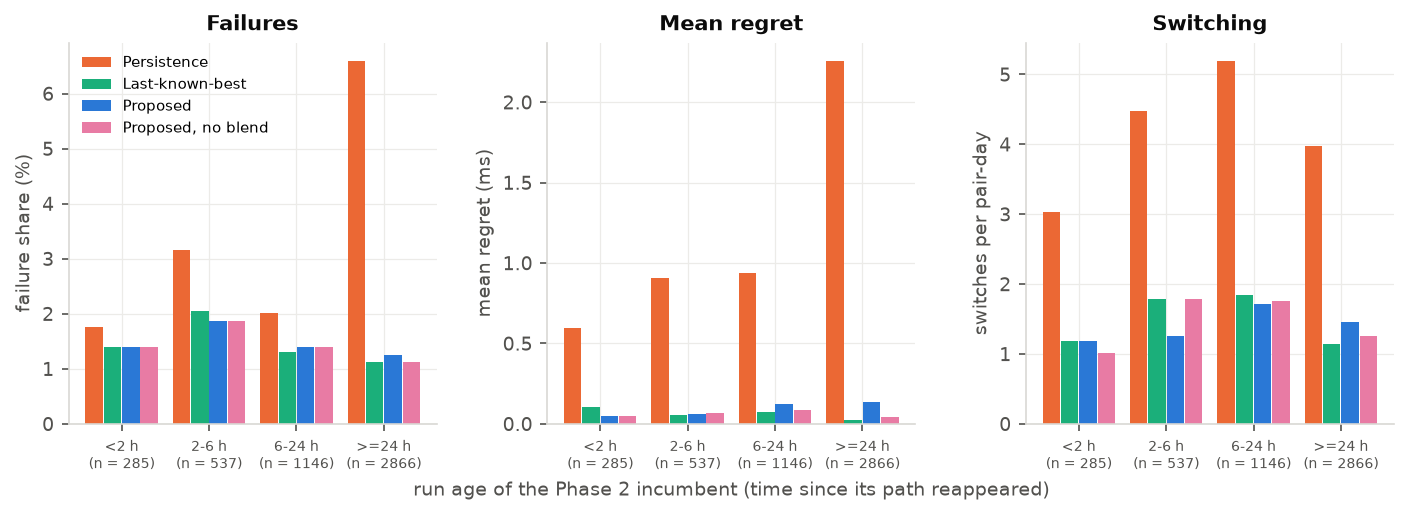 Failures
Mean regret
Switching
Persistence
Last-known-best
Proposed
Proposed, no blend
failure share (%)
0
1
2
3
4
5
6
<2 h
(n = 285)
2-6 h
(n = 537)
6-24 h
(n = 1146)
>=24 h
(n = 2866)
mean regret (ms)
0.0
0.5
1.0
1.5
2.0
<2 h
(n = 285)
2-6 h
(n = 537)
6-24 h
(n = 1146)
>=24 h
(n = 2866)
switches per pair-day
0
1
2
3
4
5
<2 h
(n = 285)
2-6 h
(n = 537)
6-24 h
(n = 1146)
>=24 h
(n = 2866)
run age of the Phase 2 incumbent (time since its path reappeared)